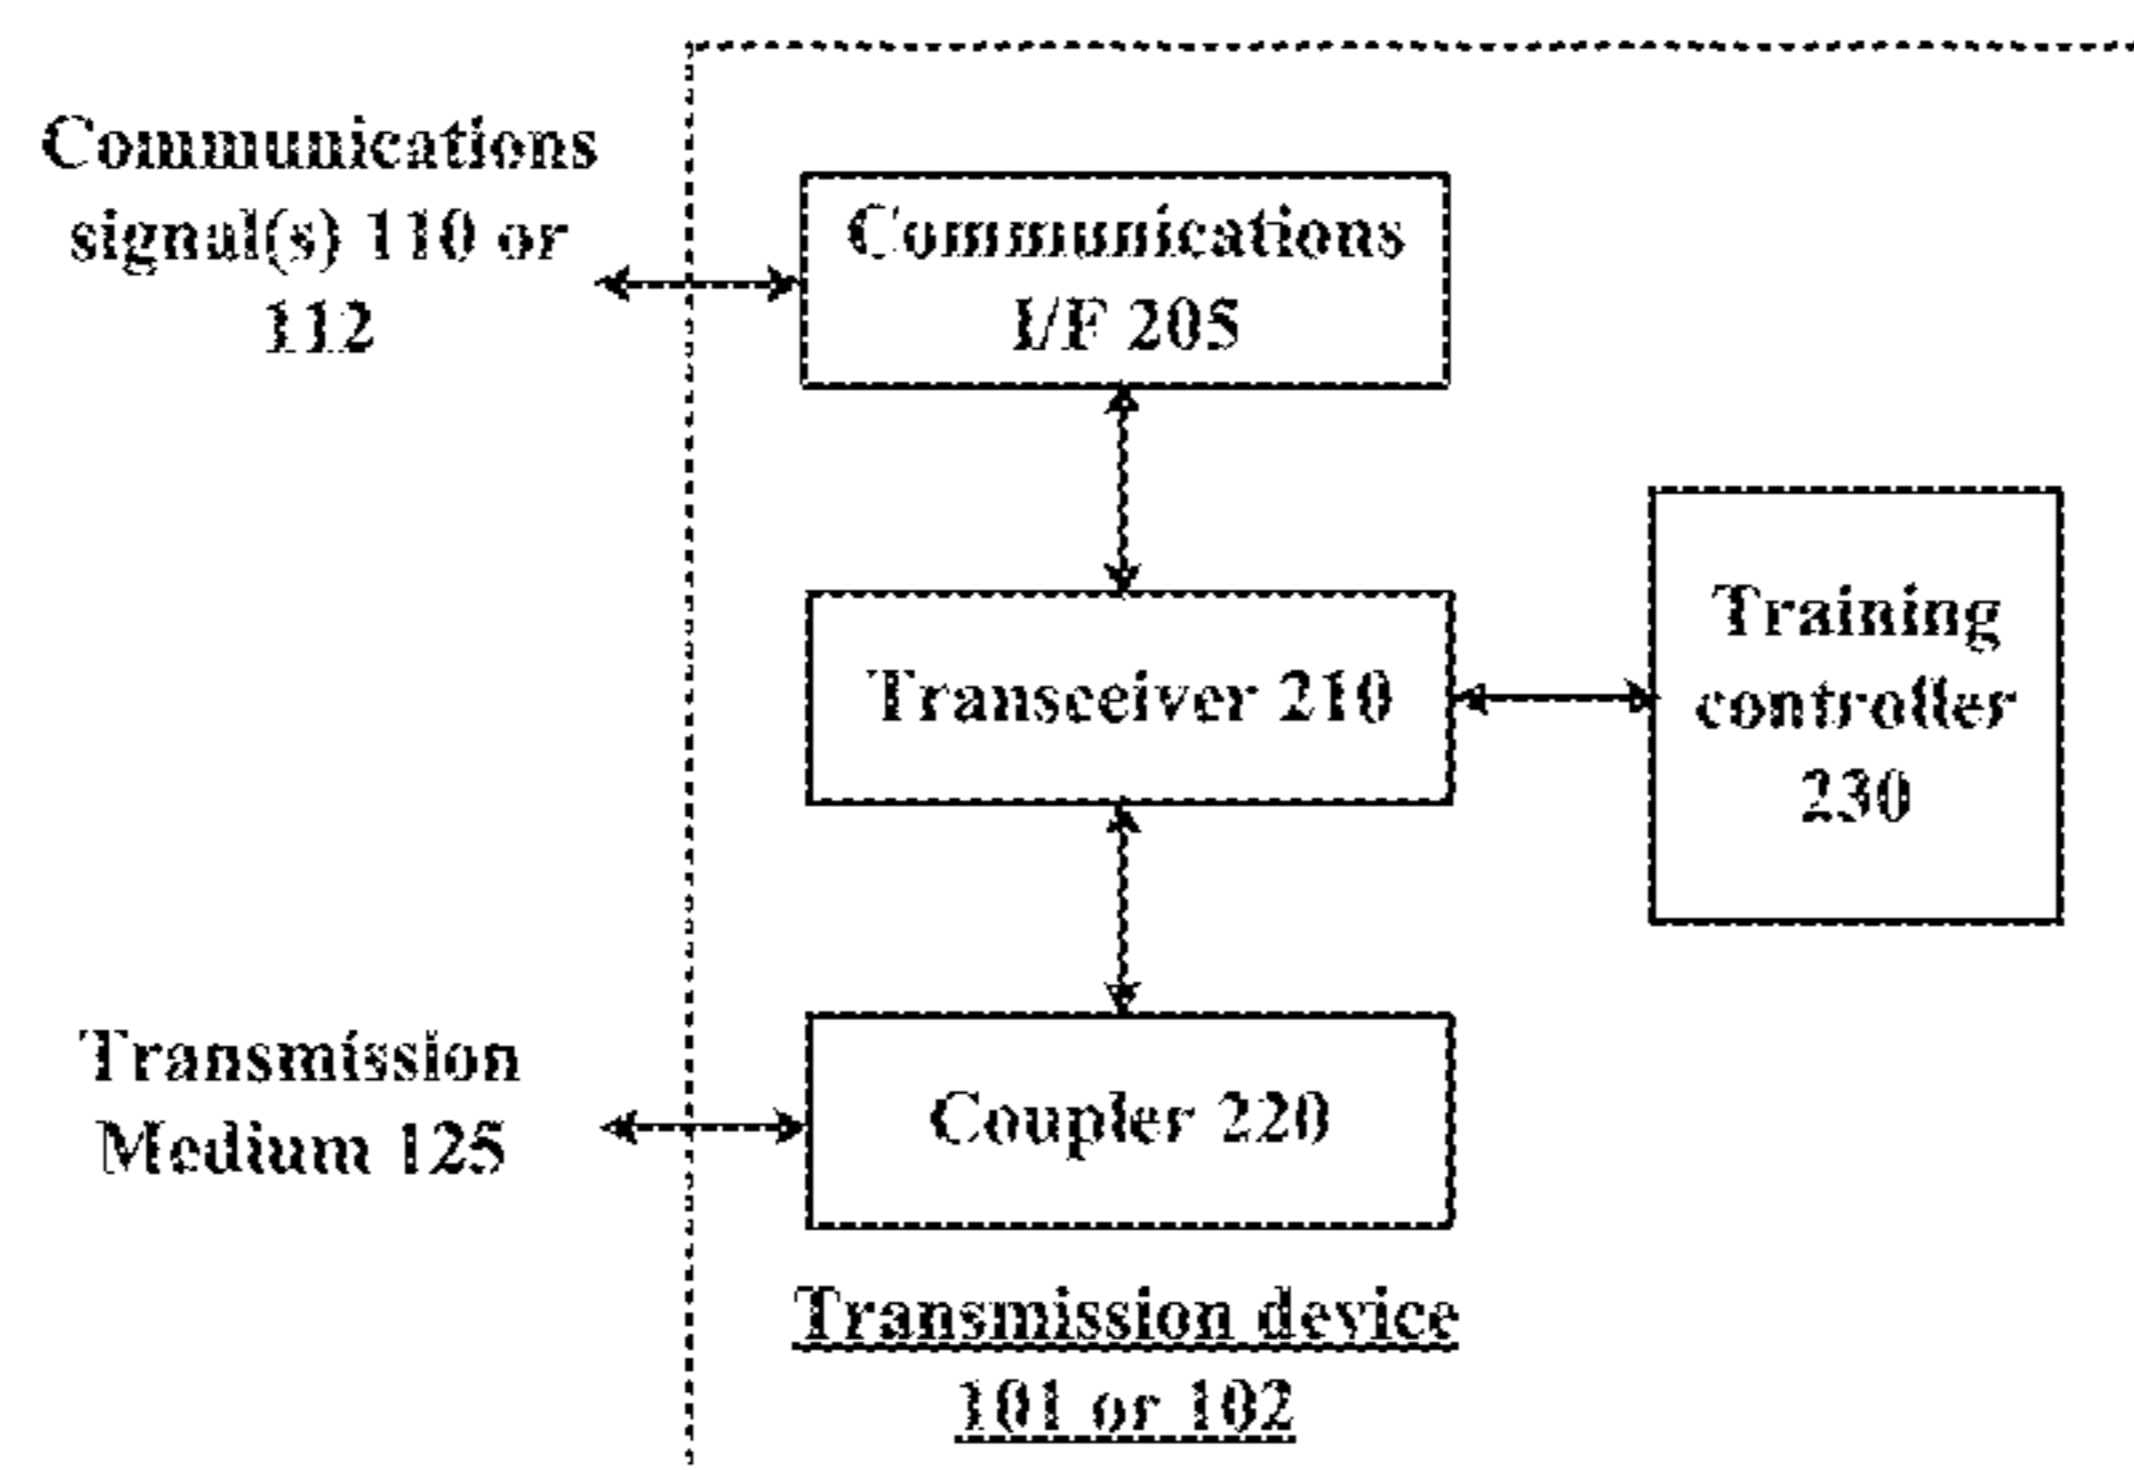 Communications
signal(s) 110 or
112
Communications
I/F 205
Transceiver 210
Training
controller
230
Transmission
Medium 125
Coupler 220
Transmission device
101 or 102